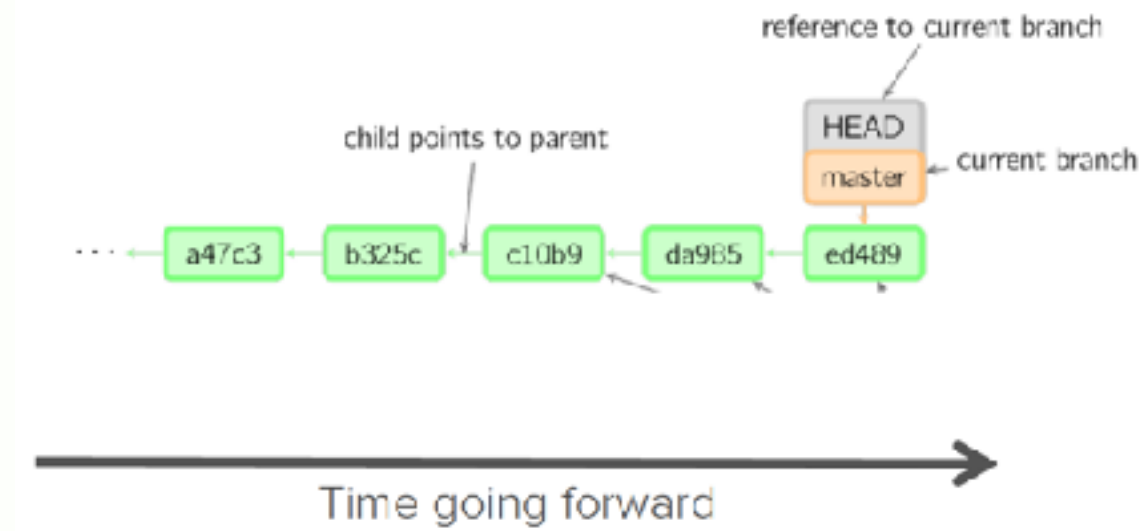 reference to current branch
HEAD
child points to parent
master
current branch
... a47c3 b325c c10b9 da985 ed489
Time going forward